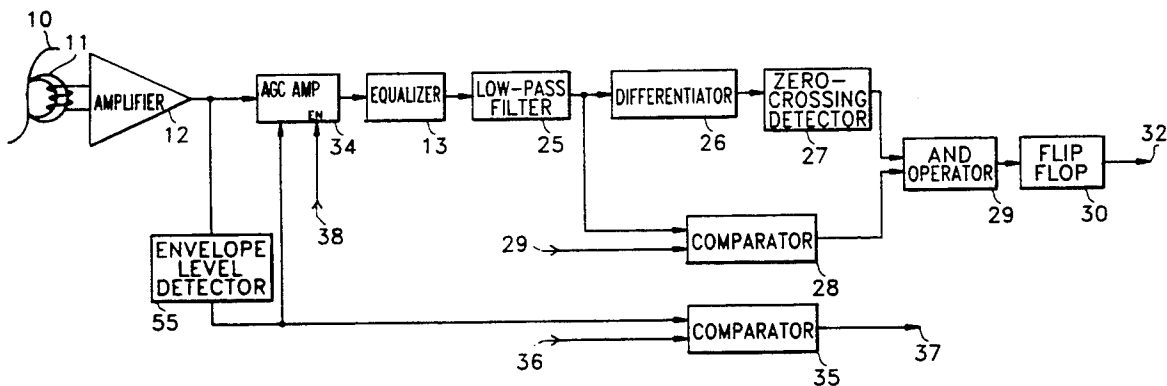 10
11
AMPLIFIER
12
AGC AMP
EN
34
EQUALIZER
13
LOW-PASS
FILTER
25
DIFFERENTIATOR
26
ZERO-
CROSSING
DETECTOR
27
AND
OPERATOR
29
FLIP
FLOP
30
32
38
29
COMPARATOR
28
ENVELOPE
LEVEL
DETECTOR
55
36
COMPARATOR
35
37